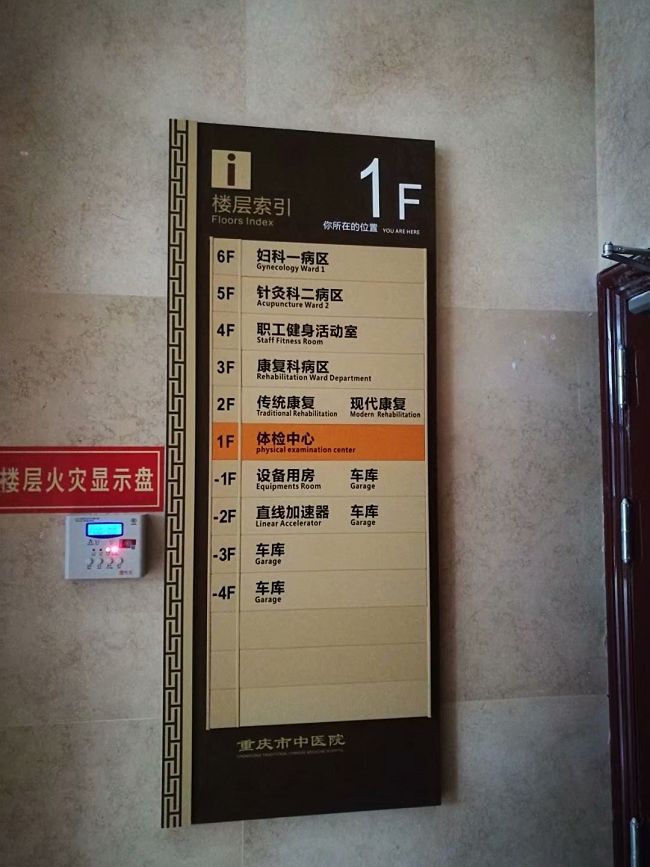 i
楼层索引
Floors Index
1F
你所在的位置 YOU ARE HERE
6F 妇科一病区
Gynecology Ward 1
5F 针灸科二病区
Acupuncture Ward 2
4F 职工健身活动室
Staff Fitness Room
3F 康复科病区
Rehabilitation Ward Department
2F 传统康复 现代康复
Traditional Rehabilitation Modern Rehabilitation
1F 体检中心
physical examination center
-1F 设备用房 车库
Equipments Room Garage
-2F 直线加速器 车库
Linear Accelerator Garage
-3F 车库
Garage
-4F 车库
Garage
重庆市中医院
CHONGQING TRADITIONAL CHINESE MEDICINE HOSPITAL
楼层火灾显示盘